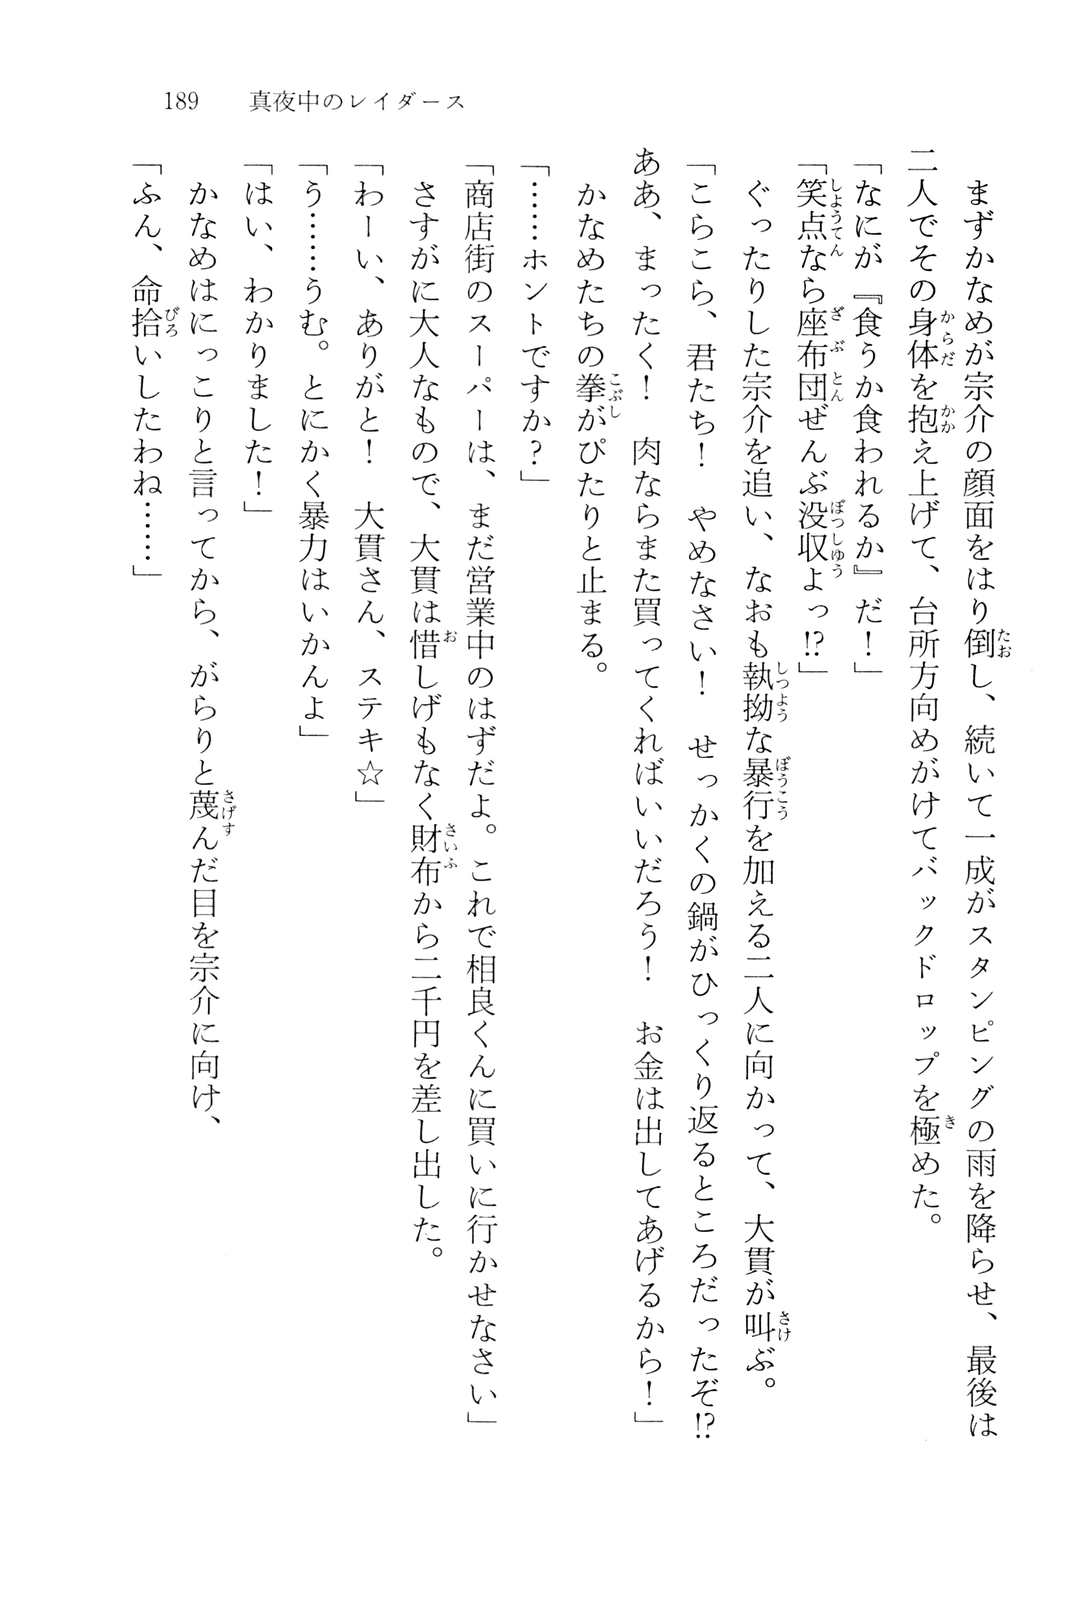 189　真夜中のレイダース
　まずかなめが宗介の顔面をはり倒し、続いて一成がスタンピングの雨を降らせ、最後は
二人でその身体を抱え上げて、台所方向めがけてバックドロップを極めた。
「なにが『食うか食われるか』だ！」
「笑点なら座布団ぜんぶ没収よっ!?」
　ぐったりした宗介を追い、なおも執拗な暴行を加える二人に向かって、大貫が叫ぶ。
「こらこら、君たち！　やめなさい！　せっかくの鍋がひっくり返るところだったぞ!?
ああ、まったく！　肉ならまた買ってくればいいだろう！　お金は出してあげるから！」
　かなめたちの拳がぴたりと止まる。
「……ホントですか？」
「商店街のスーパーは、まだ営業中のはずだよ。これで相良くんに買いに行かせなさい」
　さすがに大人なもので、大貫は惜しげもなく財布から二千円を差し出した。
「わーい、ありがと！　大貫さん、ステキ☆」
「う……うむ。とにかく暴力はいかんよ」
「はい、わかりました！」
　かなめはにっこりと言ってから、がらりと蔑んだ目を宗介に向け、
「ふん、命拾いしたわね……」